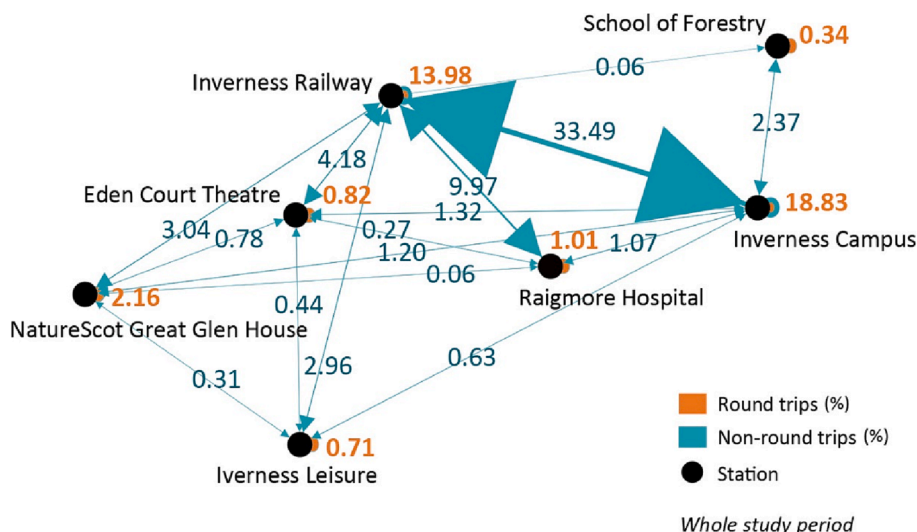 School of Forestry
0.34
0.06
Inverness Railway
13.98
33.49
2.37
4.18
Eden Court Theatre
0.82
9.97
1.32
18.83
Inverness Campus
3.04
0.78
0.27
1.20
1.01
1.07
0.06
Raigmore Hospital
2.16
NatureScot Great Glen House
0.44
2.96
0.63
0.31
0.71
Iverness Leisure
Round trips (%)
Non-round trips (%)
Station
Whole study period